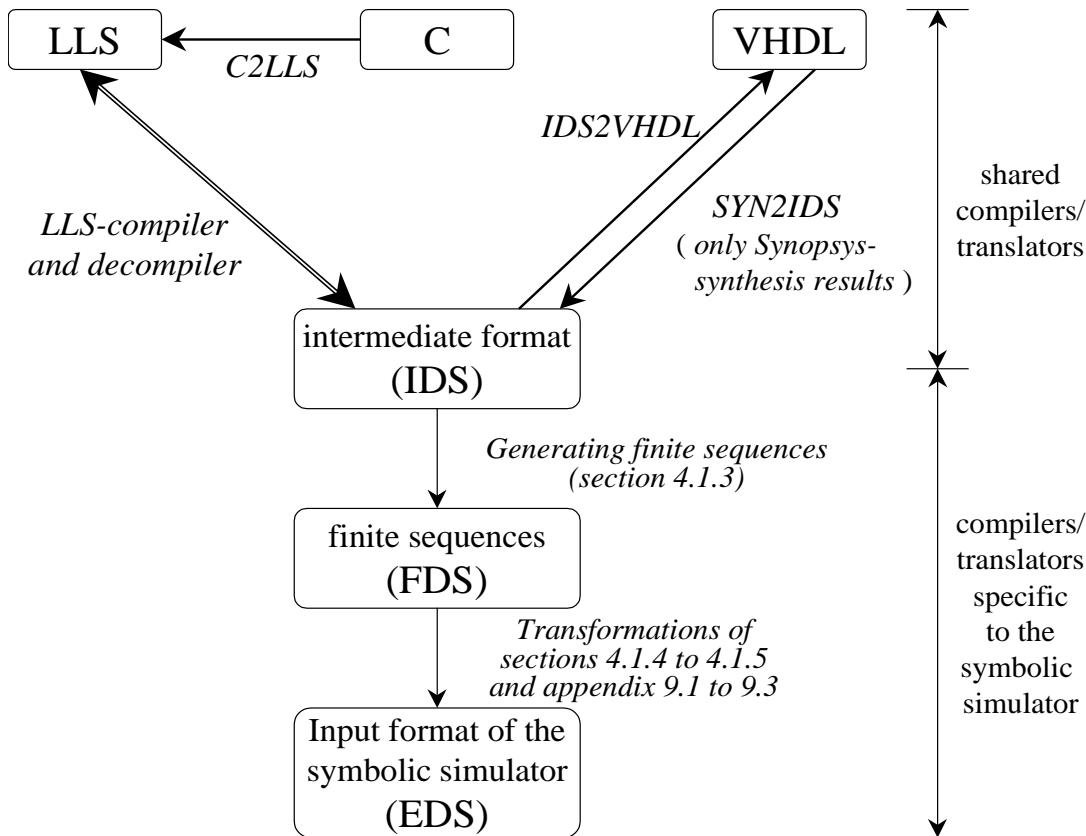 LLS
C
VHDL
C2LLS
IDS2VHDL
LLS-compiler
and decompiler
SYN2IDS
( only Synopsys-
synthesis results )
shared
compilers/
translators
intermediate format
(IDS)
Generating finite sequences
(section 4.1.3)
finite sequences
(FDS)
Transformations of
sections 4.1.4 to 4.1.5
and appendix 9.1 to 9.3
Input format of the
symbolic simulator
(EDS)
compilers/
translators
specific
to the
symbolic
simulator